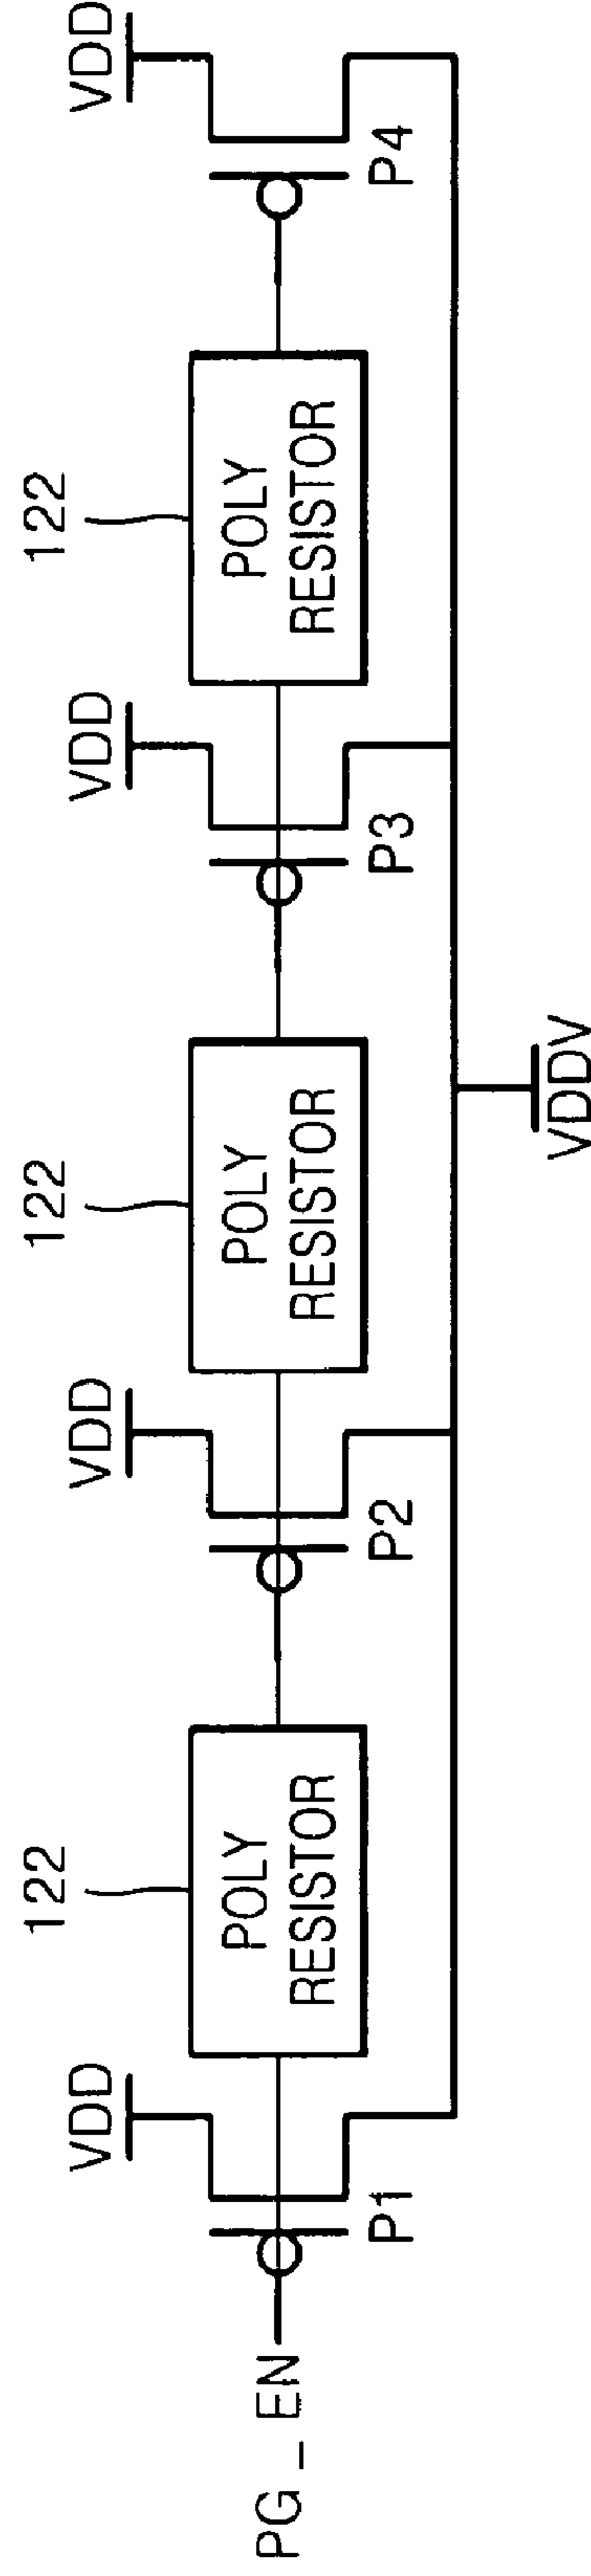 122
122
122
VDD
VDD
VDD
VDD
PG_EN
POLY
RESISTOR
POLY
RESISTOR
POLY
RESISTOR
P1
P2
P3
P4
VDDV